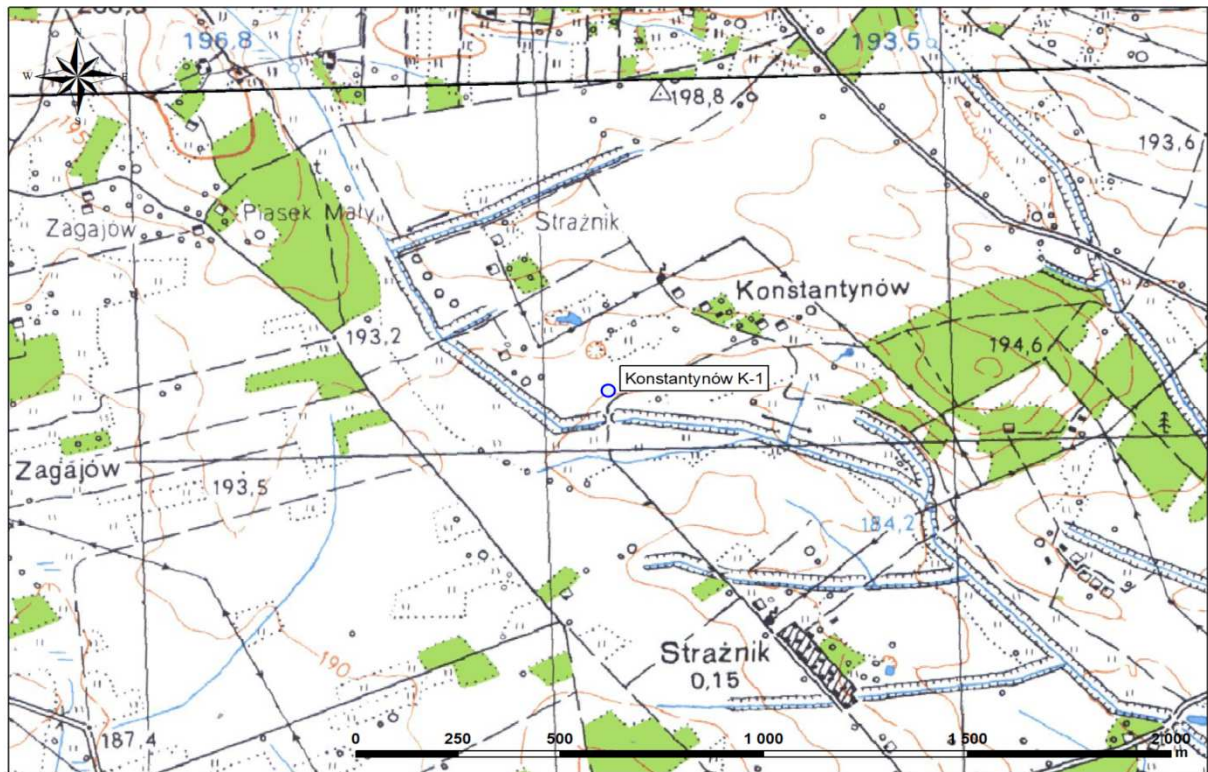 196,8
193,5
N
W
E
S
198,8
195
193,6
Piasek Mały
Zagajów
Strażnik
Konstantynów
193,2
194,6
Konstantynów K-1
Zagajów
193,5
184,2
190
Strażnik
0,15
187,4
0 250 500 1 000 1 500 2 000
m